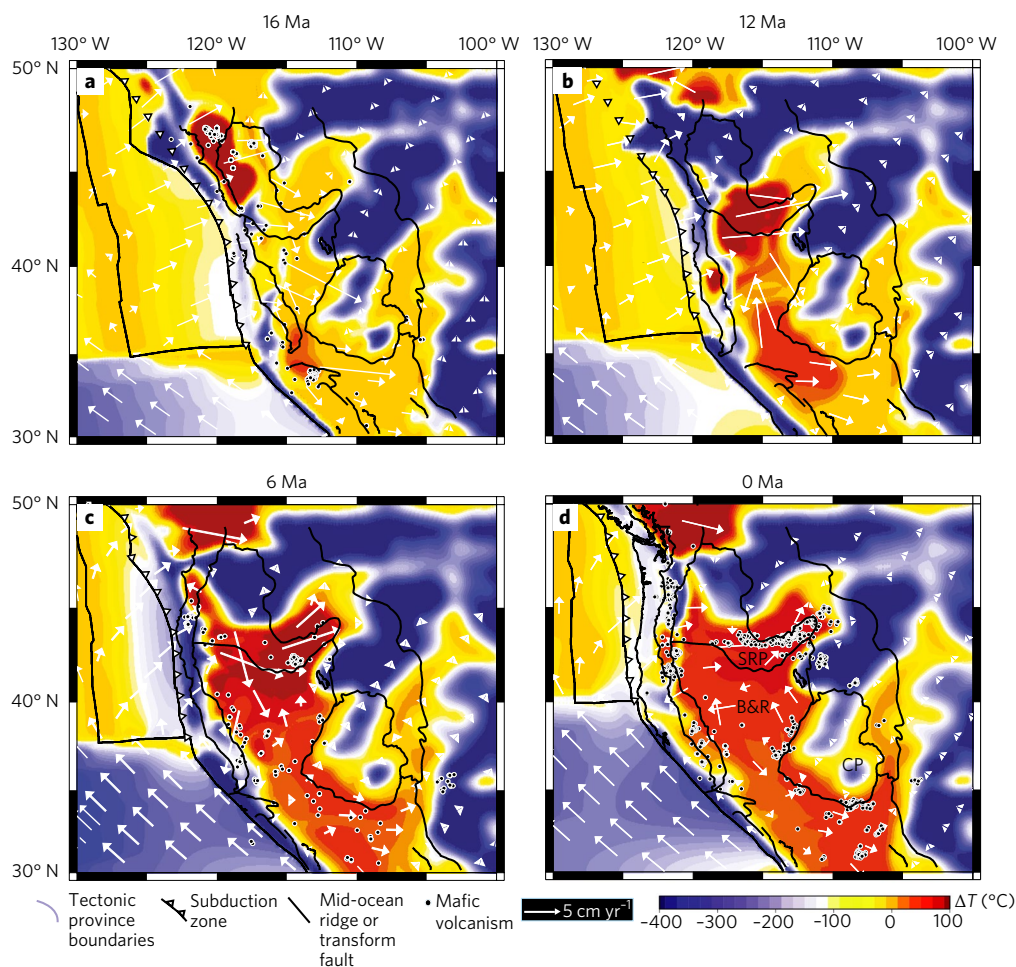 16 Ma
12 Ma
130° W 120° W 110° W 100° W
130° W 120° W 110° W 100° W
50° N
40° N
30° N
a
b
6 Ma
0 Ma
50° N
40° N
30° N
c
d
SRP
B&R
CP
Tectonic
province
boundaries
Subduction
zone
Mid-ocean
ridge or
transform
fault
Mafic
volcanism
5 cm yr⁻¹
ΔT (°C)
−400 −300 −200 −100 0 100